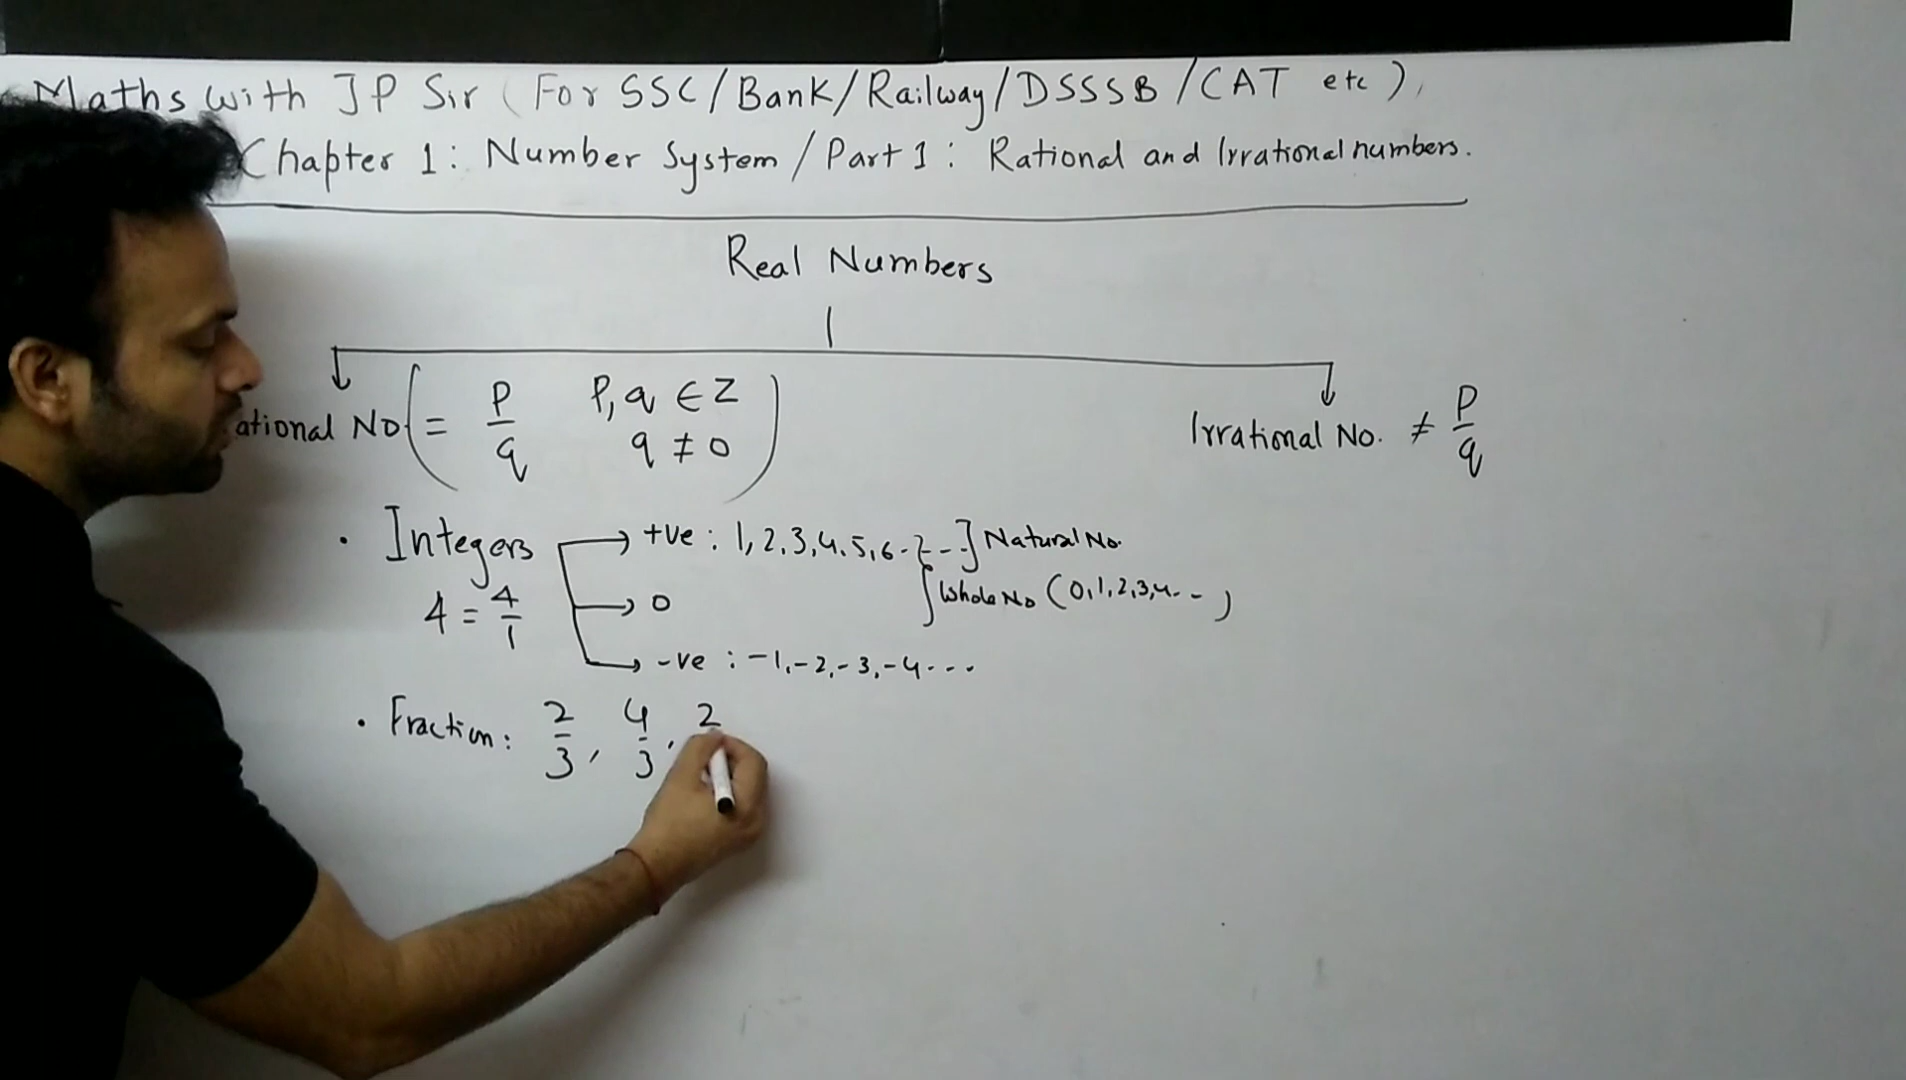 Maths with JP Sir (For SSC/Bank/Railway/DSSSB/CAT etc),
Chapter 1: Number System/Part 1: Rational and Irrational numbers.
Real Numbers
ational No (= p/q p, q ∈ Z q ≠ 0)
Irrational No. ≠ p/q
• Integers → +ve : 1, 2, 3, 4, 5, 6 - ] Natural No.
4 = 4/1 → 0
Whole No (0, 1, 2, 3, 4 - - )
→ -ve : -1, -2, -3, -4 - - -
• Fraction: 2/3, 4/3, 2